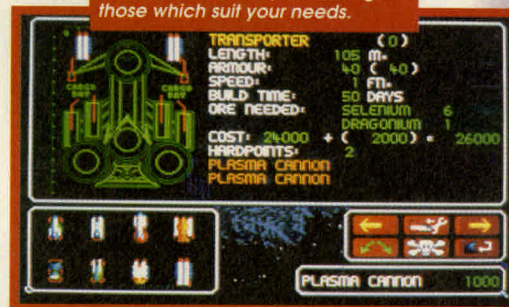 those which suit your needs.
TRANSPORTER (0)
LENGTH: 105 M.
ARMOUR: 40 ( 40)
SPEED: 1 FTL.
BUILD TIME: 50 DAYS
ORE NEEDED: SELENIUM 6
DRAGONIUM 1
COST: 24000 + ( 2000) = 26000
HARDPOINTS: 2
PLASMA CANNON
PLASMA CANNON
CARGO BAY
CARGO BAY
PLASMA CANNON 1000